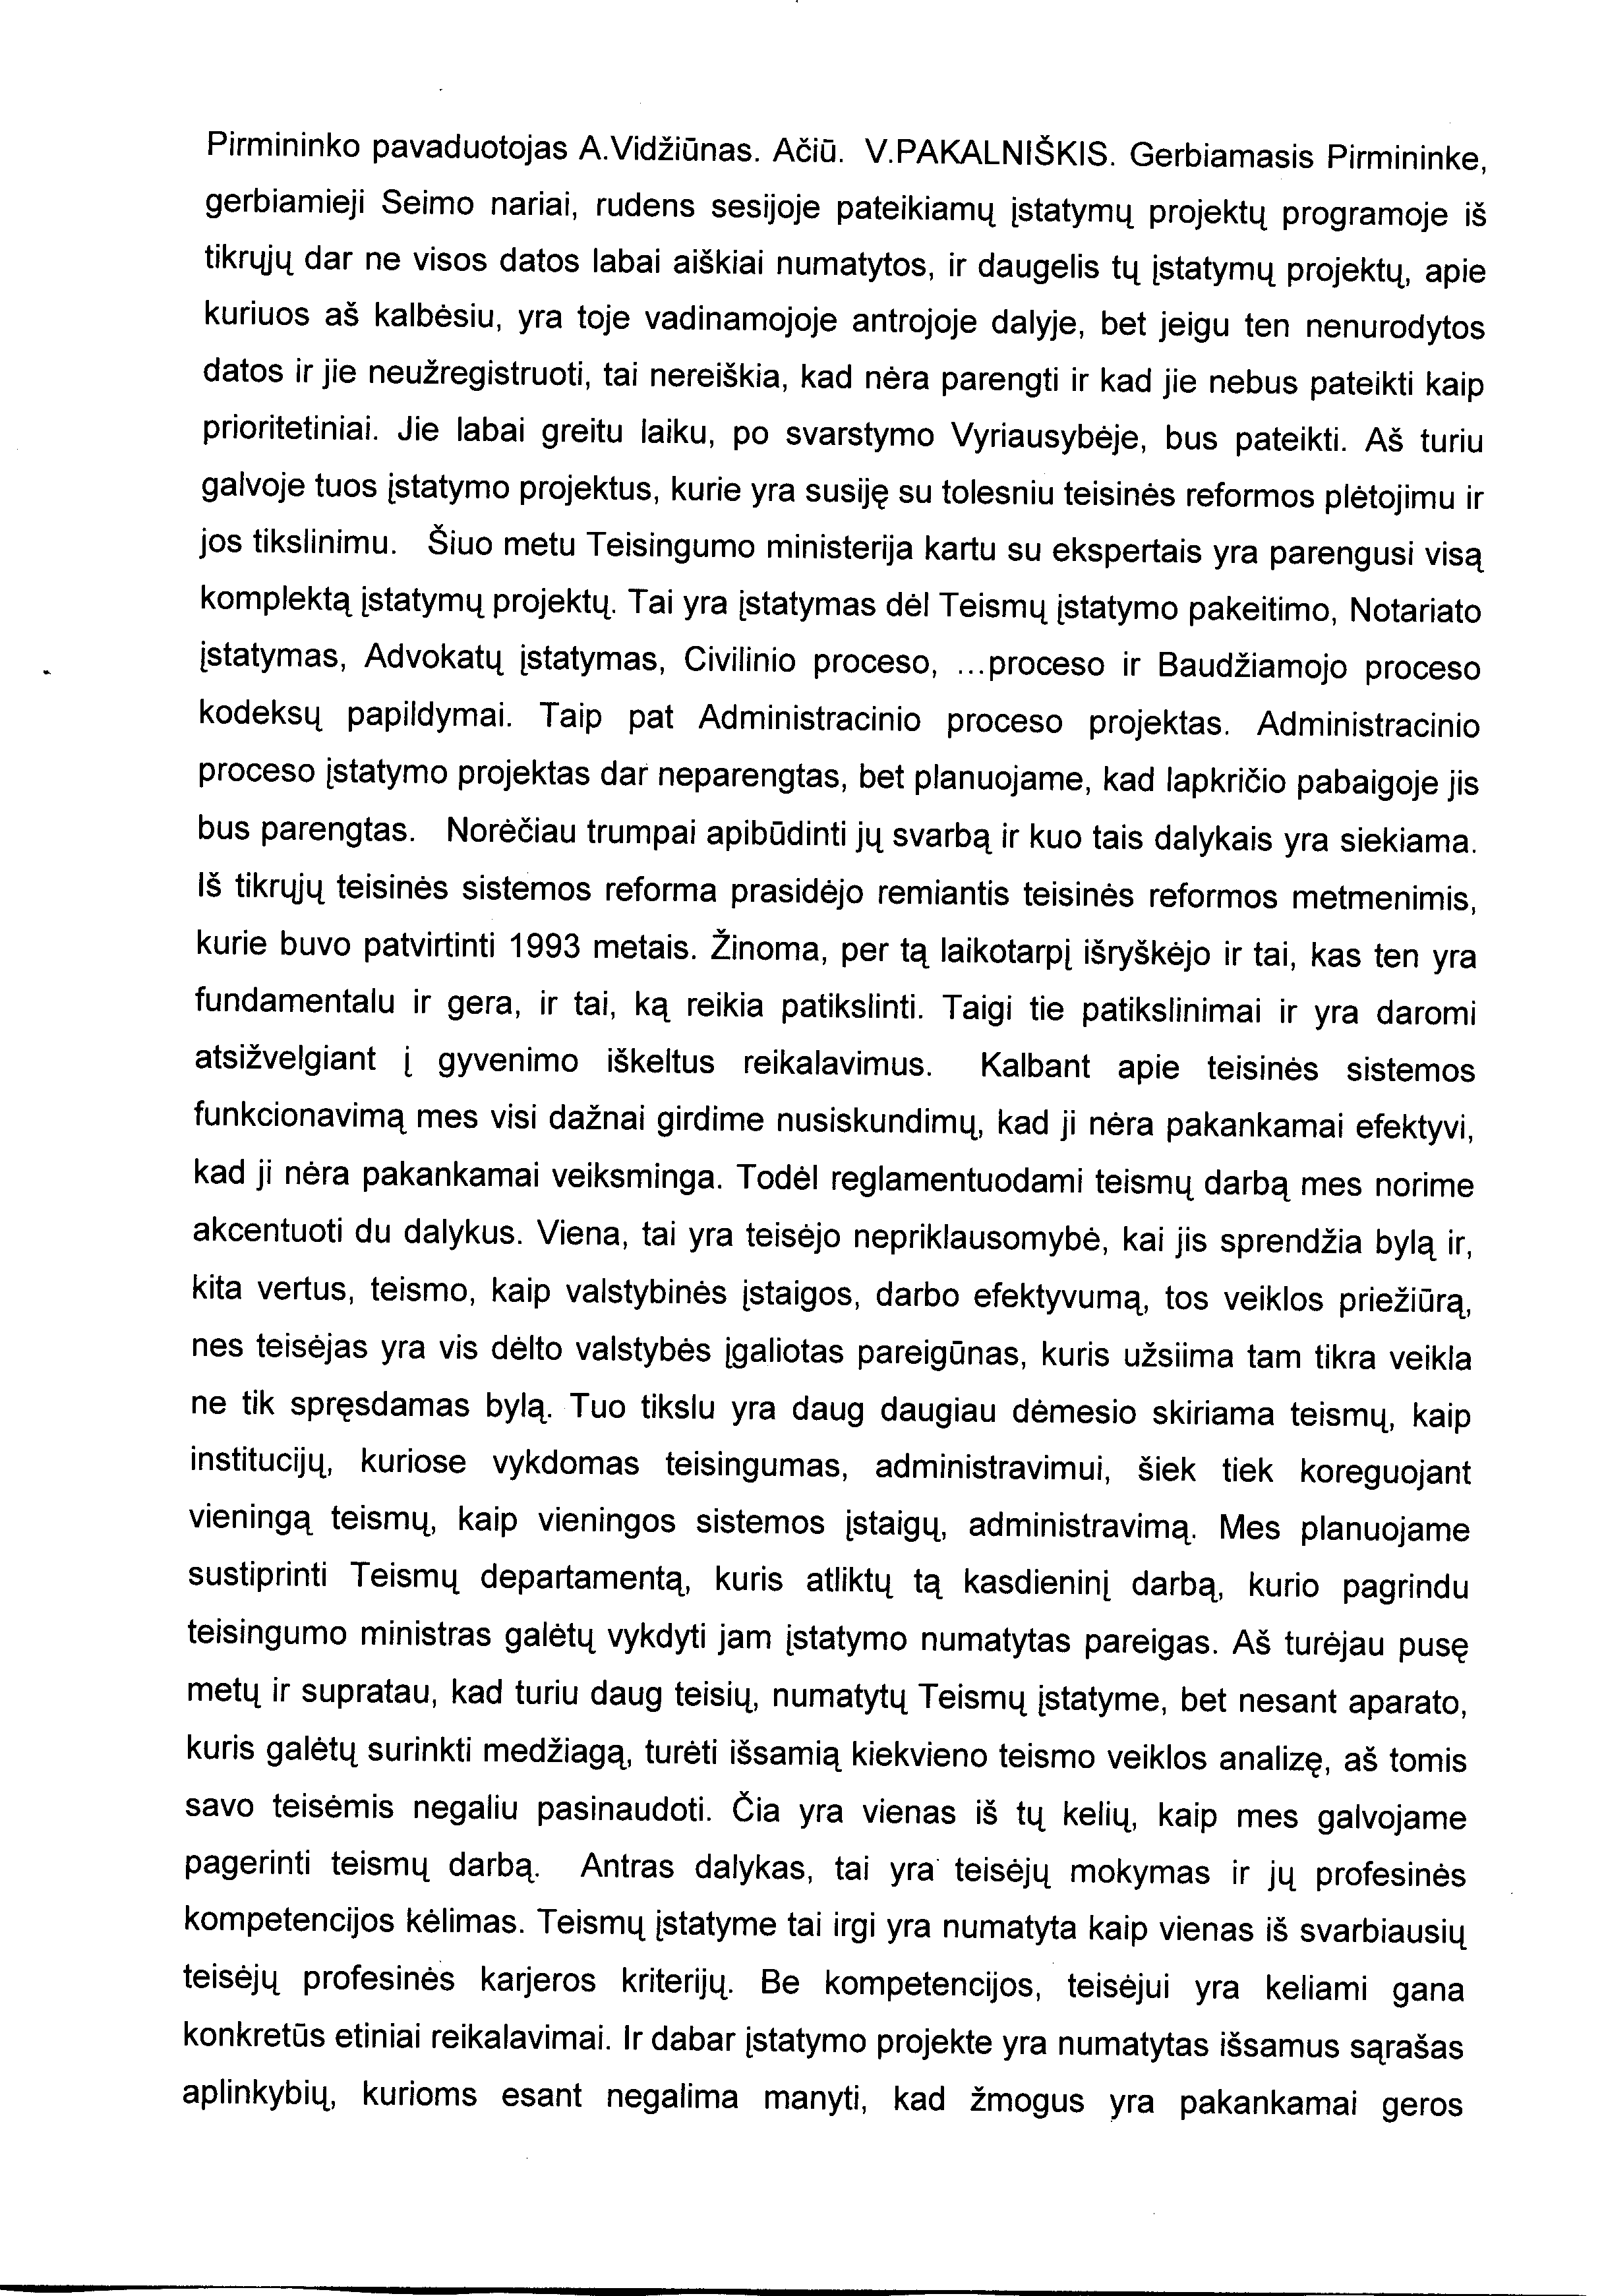 Pirmininko pavaduotojas A.Vidžiūnas. Ačiū. V.PAKALNIŠKIS. Gerbiamasis Pirmininke,
gerbiamieji Seimo nariai, rudens sesijoje pateikiamų įstatymų projektų programoje iš
tikrųjų dar ne visos datos labai aiškiai numatytos, ir daugelis tų įstatymų projektų, apie
kuriuos aš kalbėsiu, yra toje vadinamojoje antrojoje dalyje, bet jeigu ten nenurodytos
datos ir jie neužregistruoti, tai nereiškia, kad nėra parengti ir kad jie nebus pateikti kaip
prioritetiniai. Jie labai greitu laiku, po svarstymo Vyriausybėje, bus pateikti. Aš turiu
galvoje tuos įstatymo projektus, kurie yra susiję su tolesniu teisinės reformos plėtojimu ir
jos tikslinimu. Šiuo metu Teisingumo ministerija kartu su ekspertais yra parengusi visą
komplektą įstatymų projektų. Tai yra įstatymas dėl Teismų įstatymo pakeitimo, Notariato
įstatymas, Advokatų įstatymas, Civilinio proceso, ...proceso ir Baudžiamojo proceso
kodeksų papildymai. Taip pat Administracinio proceso projektas. Administracinio
proceso įstatymo projektas dar neparengtas, bet planuojame, kad lapkričio pabaigoje jis
bus parengtas. Norėčiau trumpai apibūdinti jų svarbą ir kuo tais dalykais yra siekiama.
Iš tikrųjų teisinės sistemos reforma prasidėjo remiantis teisinės reformos metmenimis,
kurie buvo patvirtinti 1993 metais. Žinoma, per tą laikotarpį išryškėjo ir tai, kas ten yra
fundamentalu ir gera, ir tai, ką reikia patikslinti. Taigi tie patikslinimai ir yra daromi
atsižvelgiant į gyvenimo iškeltus reikalavimus. Kalbant apie teisinės sistemos
funkcionavimą mes visi dažnai girdime nusiskundimų, kad ji nėra pakankamai efektyvi,
kad ji nėra pakankamai veiksminga. Todėl reglamentuodami teismų darbą mes norime
akcentuoti du dalykus. Viena, tai yra teisėjo nepriklausomybė, kai jis sprendžia bylą ir,
kita vertus, teismo, kaip valstybinės įstaigos, darbo efektyvumą, tos veiklos priežiūrą,
nes teisėjas yra vis dėlto valstybės įgaliotas pareigūnas, kuris užsiima tam tikra veikla
ne tik spręsdamas bylą. Tuo tikslu yra daug daugiau dėmesio skiriama teismų, kaip
institucijų, kuriose vykdomas teisingumas, administravimui, šiek tiek koreguojant
vieningą teismų, kaip vieningos sistemos įstaigų, administravimą. Mes planuojame
sustiprinti Teismų departamentą, kuris atliktų tą kasdieninį darbą, kurio pagrindu
teisingumo ministras galėtų vykdyti jam įstatymo numatytas pareigas. Aš turėjau pusę
metų ir supratau, kad turiu daug teisių, numatytų Teismų įstatyme, bet nesant aparato,
kuris galėtų surinkti medžiagą, turėti išsamią kiekvieno teismo veiklos analizę, aš tomis
savo teisėmis negaliu pasinaudoti. Čia yra vienas iš tų kelių, kaip mes galvojame
pagerinti teismų darbą. Antras dalykas, tai yra teisėjų mokymas ir jų profesinės
kompetencijos kėlimas. Teismų įstatyme tai irgi yra numatyta kaip vienas iš svarbiausių
teisėjų profesinės karjeros kriterijų. Be kompetencijos, teisėjui yra keliami gana
konkretūs etiniai reikalavimai. Ir dabar įstatymo projekte yra numatytas išsamus sąrašas
aplinkybių, kurioms esant negalima manyti, kad žmogus yra pakankamai geros